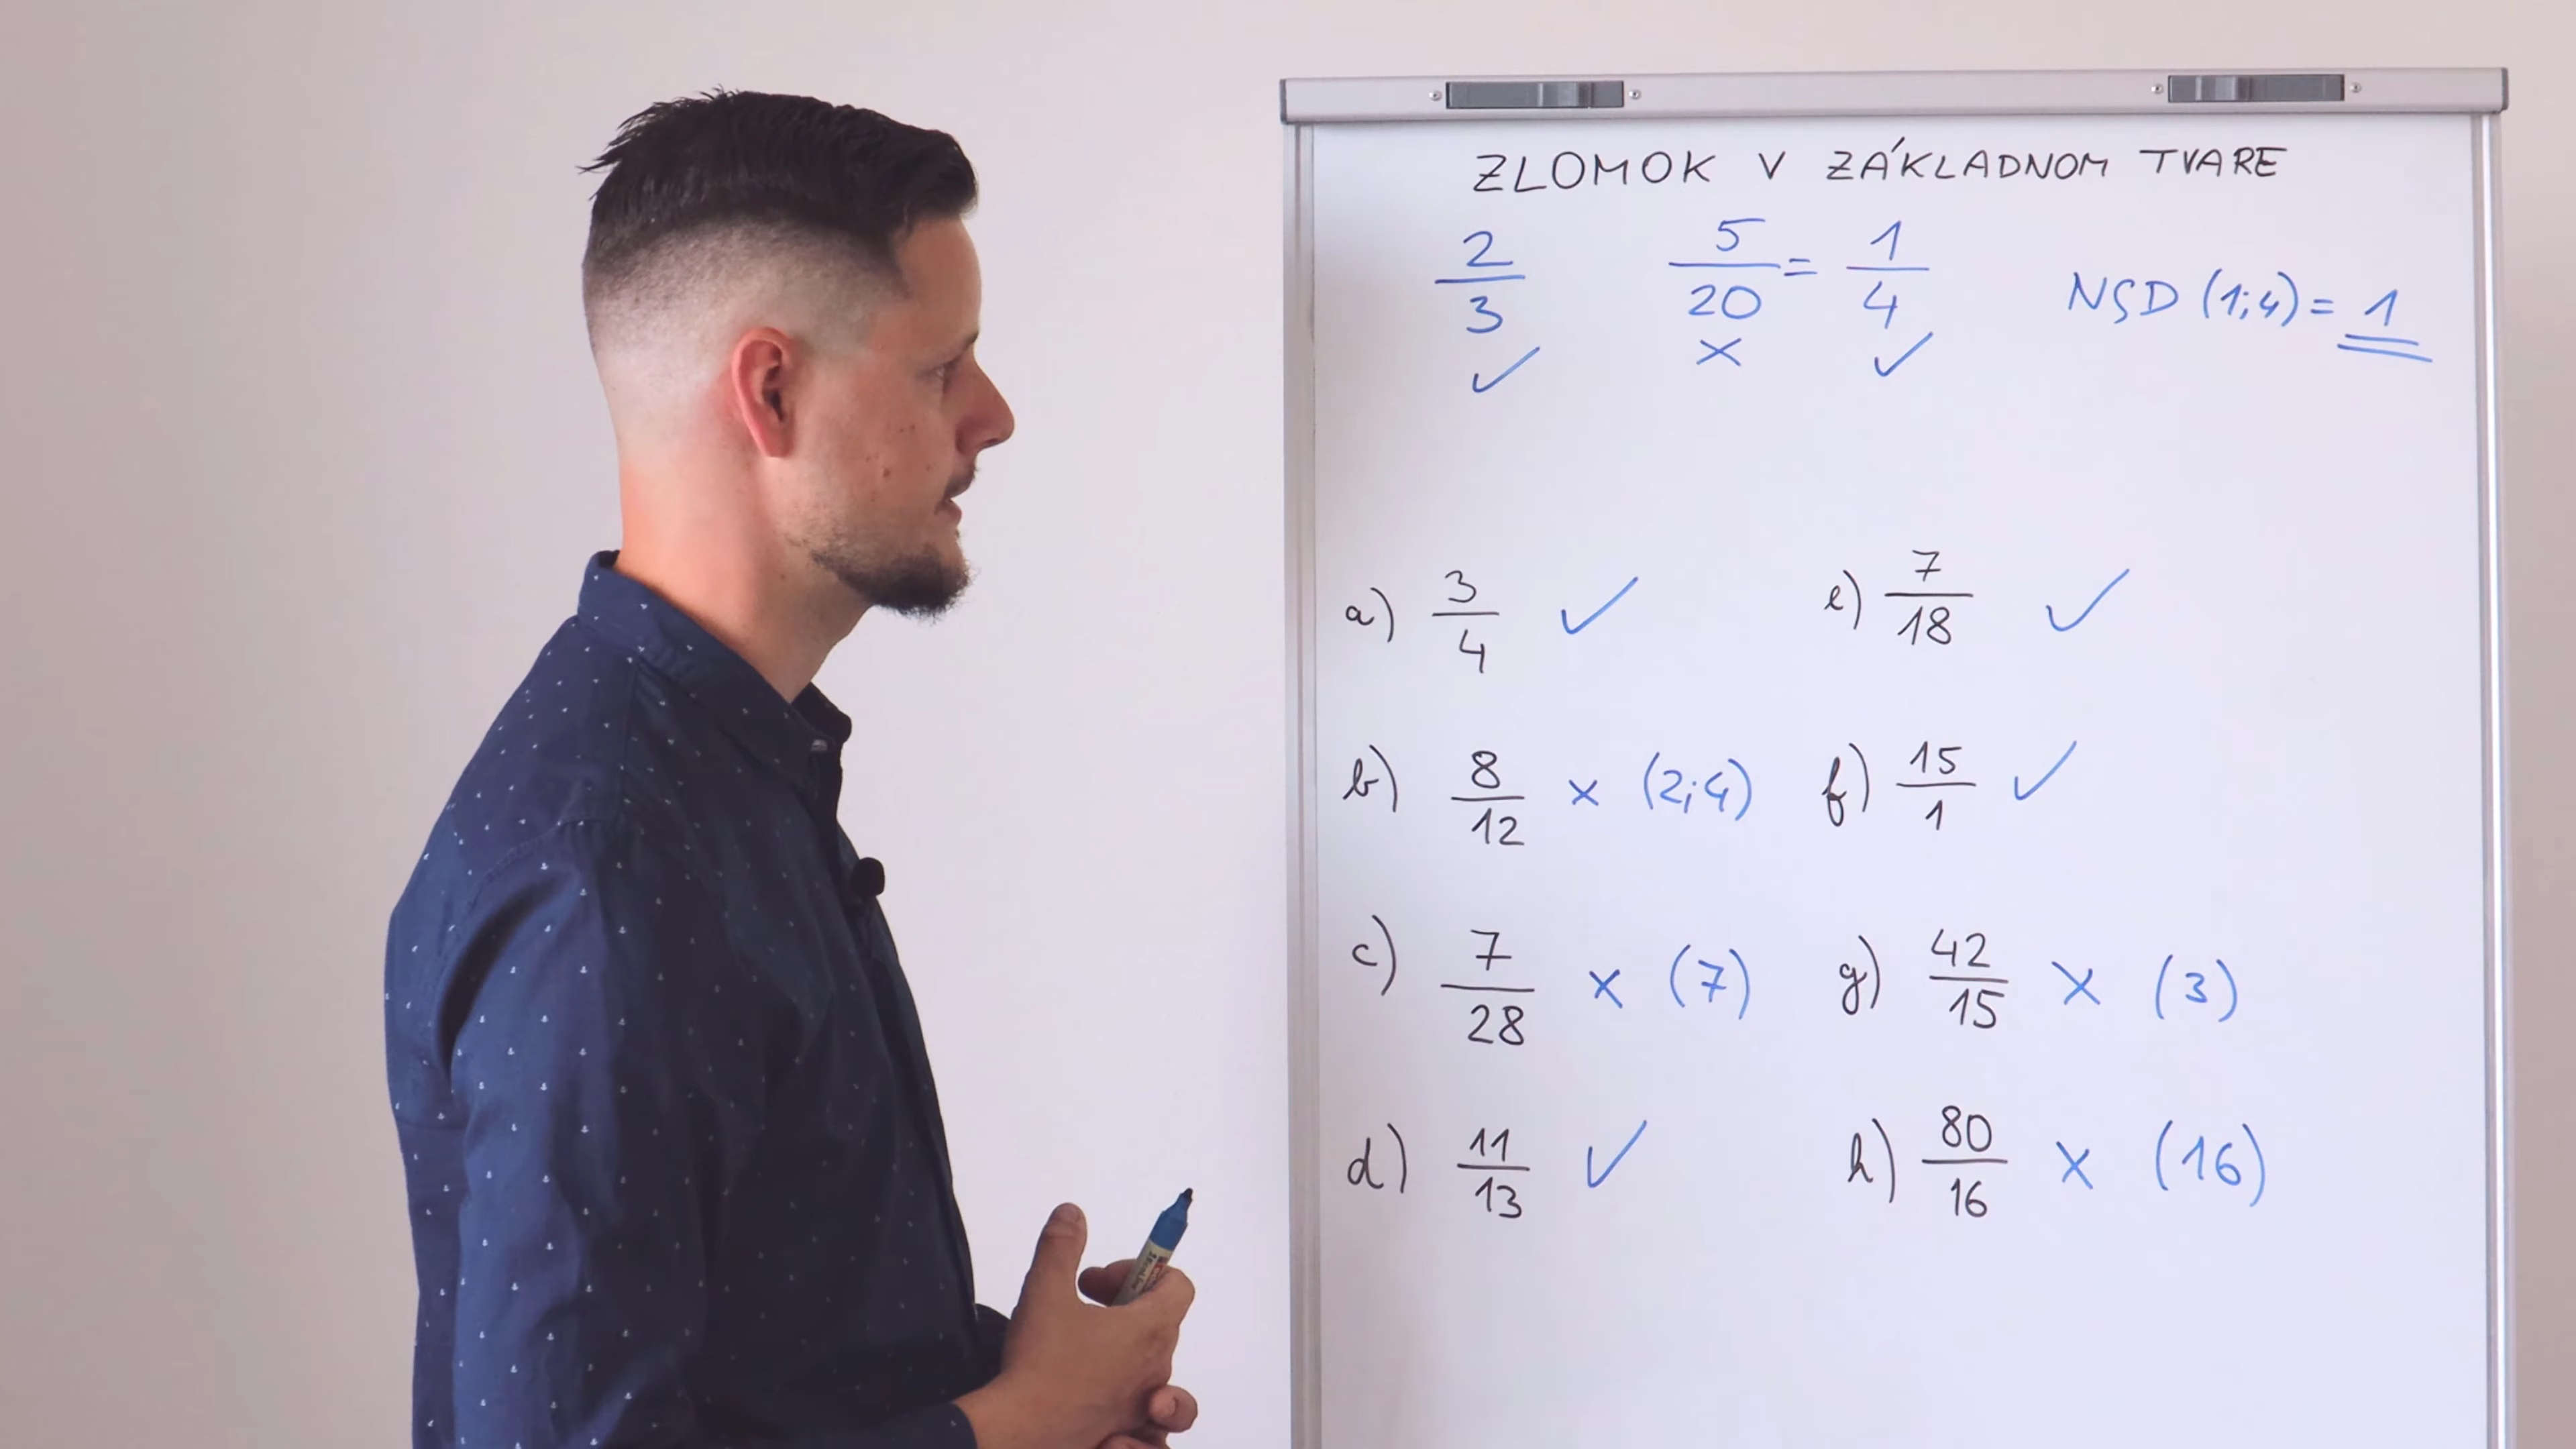 ZLOMOK V ZÁKLADNOM TVARE
2/3 ✓
5/20 = 1/4
x ✓
NSD (1;4) = 1
a) 3/4 ✓
b) 8/12 x (2;4)
c) 7/28 x (7)
d) 11/13 ✓
e) 7/18 ✓
f) 15/1 ✓
g) 42/15 x (3)
h) 80/16 x (16)